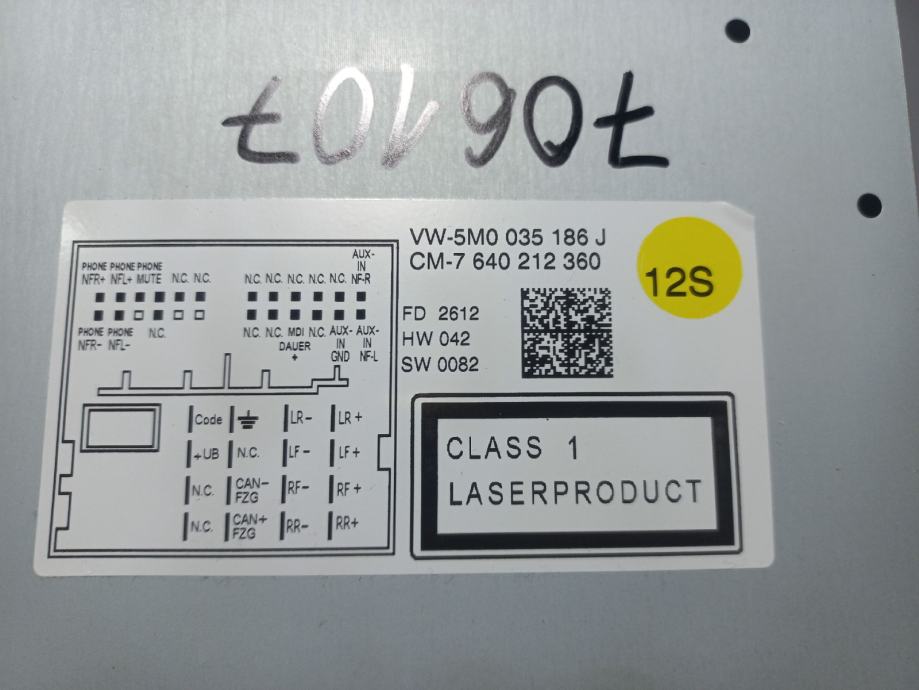 706107
VW-5M0 035 186 J
CM-7 640 212 360
12S
FD 2612
HW 042
SW 0082
PHONE PHONE PHONE
NFR+ NFL+ MUTE N.C. N.C.
N.C. N.C. N.C. N.C. N.C. AUX-IN NF-R
PHONE PHONE N.C.
NFR- NFL-
N.C. N.C. MDI N.C. AUX- AUX-
DAUER IN IN
+ GND NF-L
Code LR- LR+
+UB N.C. LF- LF+
N.C. CAN- FZG RF- RF+
N.C. CAN+ FZG RR- RR+
CLASS 1
LASERPRODUCT